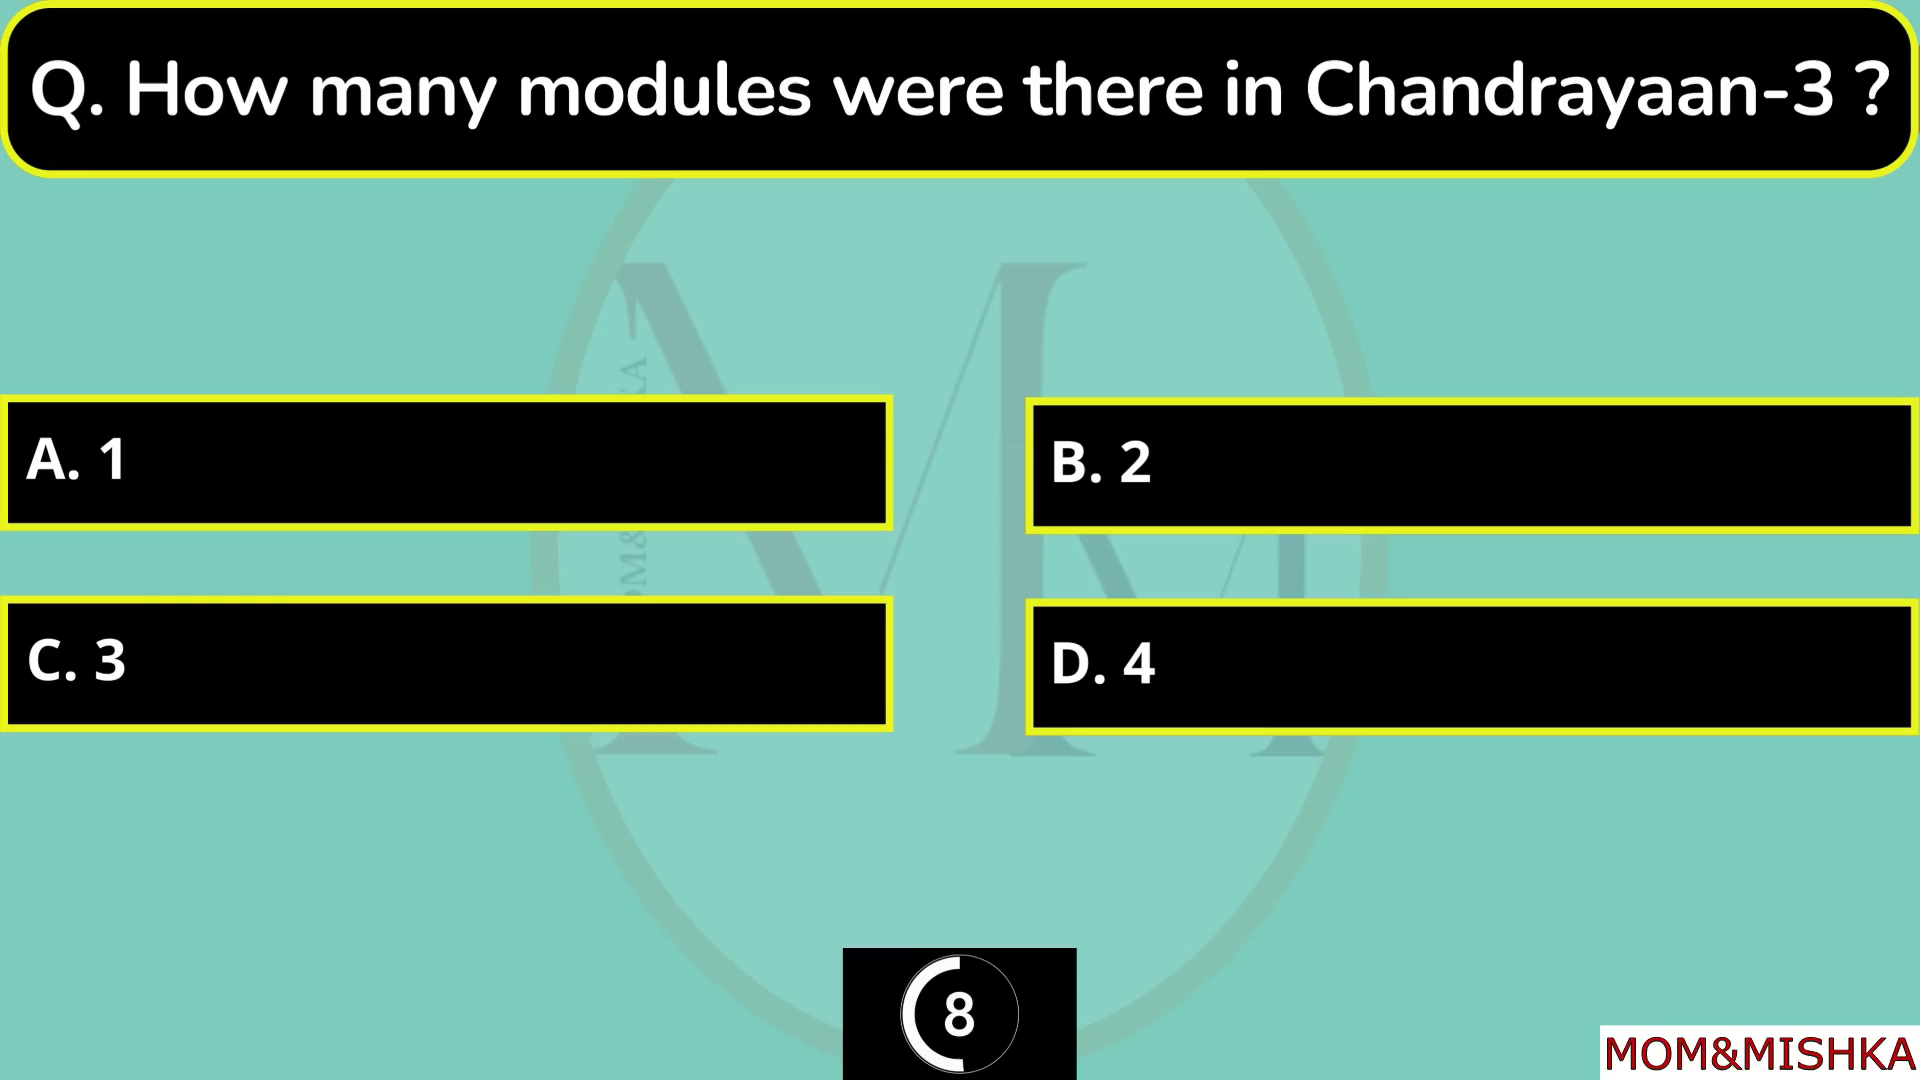 Q. How many modules were there in Chandrayaan-3 ?
A. 1
B. 2
C. 3
D. 4
8
MOM&MISHKA